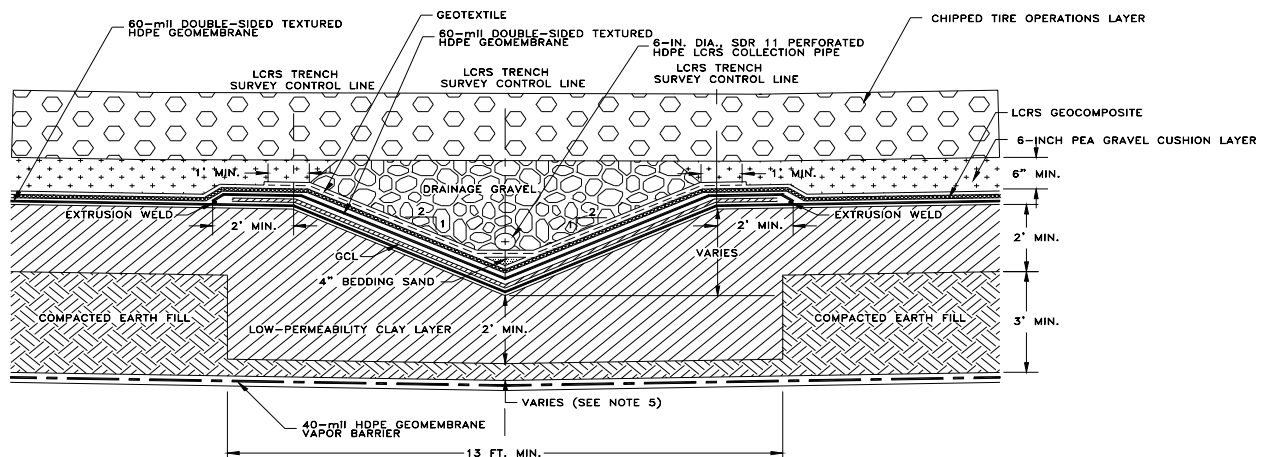 60-mil DOUBLE-SIDED TEXTURED
HDPE GEOMEMBRANE
GEOTEXTILE
60-mil DOUBLE-SIDED TEXTURED
HDPE GEOMEMBRANE
6-IN. DIA., SDR 11 PERFORATED
HDPE LCRS COLLECTION PIPE
CHIPPED TIRE OPERATIONS LAYER
LCRS TRENCH
SURVEY CONTROL LINE
LCRS TRENCH
SURVEY CONTROL LINE
LCRS TRENCH
SURVEY CONTROL LINE
LCRS GEOCOMPOSITE
6-INCH PEA GRAVEL CUSHION LAYER
1' MIN.
DRAINAGE GRAVEL
1' MIN.
6" MIN.
EXTRUSION WELD
2
1
2
1
EXTRUSION WELD
2' MIN.
2' MIN.
2' MIN.
GCL
VARIES
4" BEDDING SAND
COMPACTED EARTH FILL
LOW-PERMEABILITY CLAY LAYER
2' MIN.
COMPACTED EARTH FILL
3' MIN.
VARIES (SEE NOTE 5)
40-mil HDPE GEOMEMBRANE
VAPOR BARRIER
13 FT. MIN.